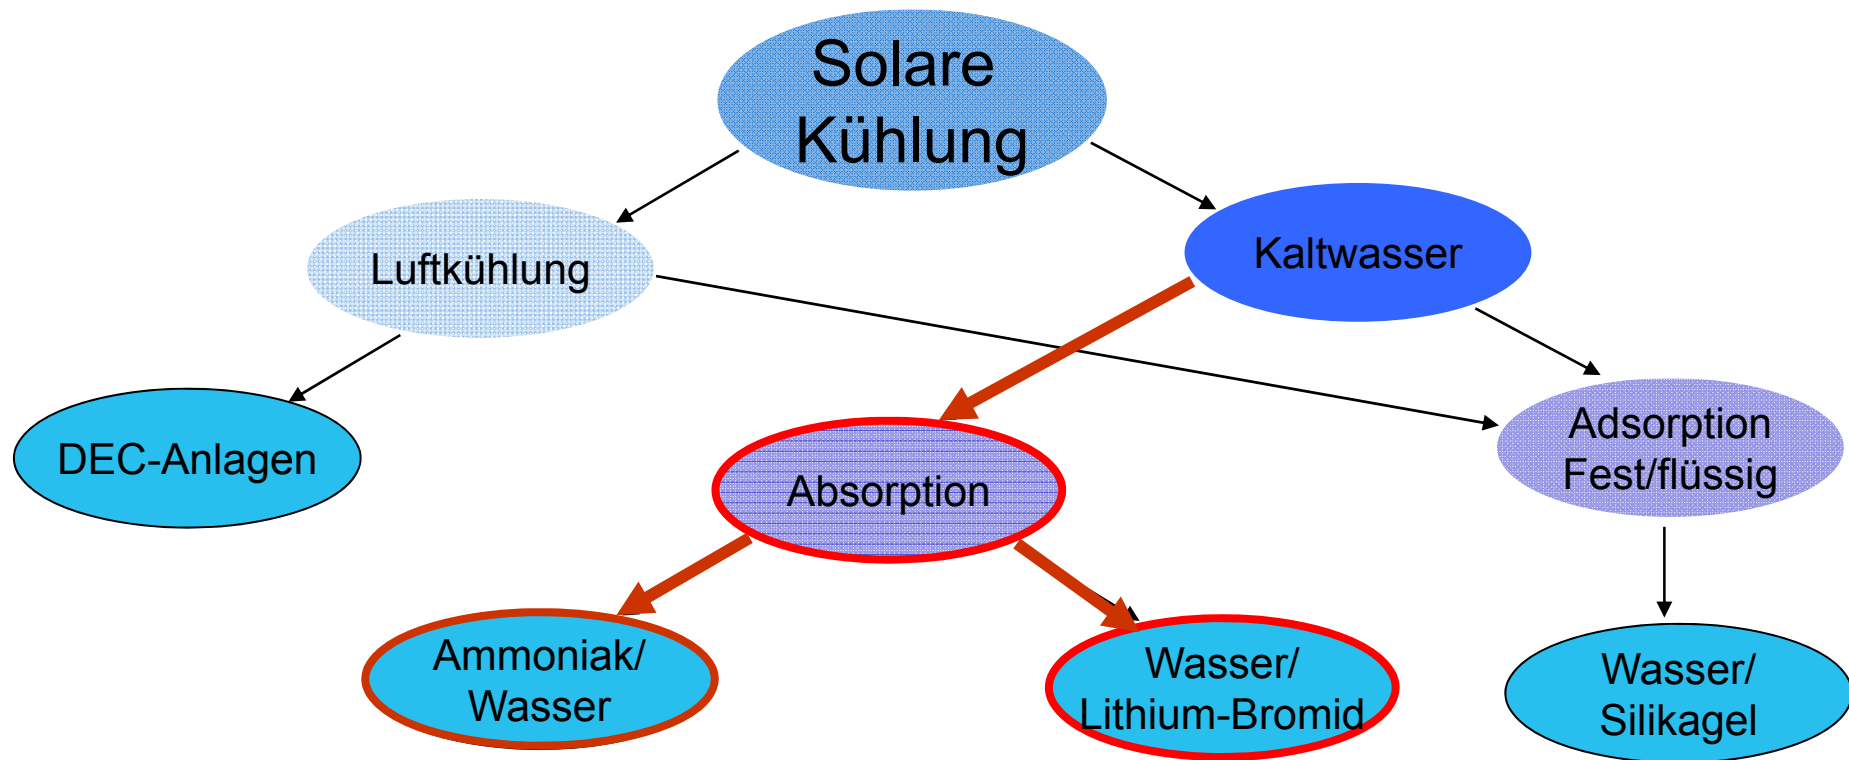 Solare
Kühlung
Luftkühlung
Kaltwasser
DEC-Anlagen
Absorption
Adsorption
Fest/flüssig
Ammoniak/
Wasser
Wasser/
Lithium-Bromid
Wasser/
Silikagel